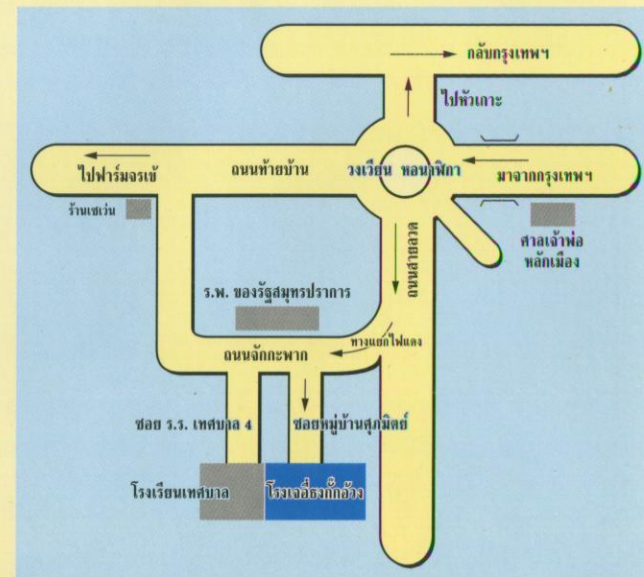 กลับกรุงเทพฯ
ไปหัวเกาะ
ไปฟาร์มจรเข้
ถนนท้ายบ้าน
วงเวียน หอนาฬิกา
มาจากกรุงเทพฯ
ร้านเซเว่น
ศาลเจ้าพ่อ
หลักเมือง
ถนนสายลวด
ร.พ. ของรัฐสมุทรปราการ
ทางแยกไฟแดง
ถนนจักกะพาก
ซอย ร.ร. เทศบาล 4
ซอยหมู่บ้านศุภมิตย์
โรงเรียนเทศบาล
โรงเจอี่ธงกั๊กอ้วง